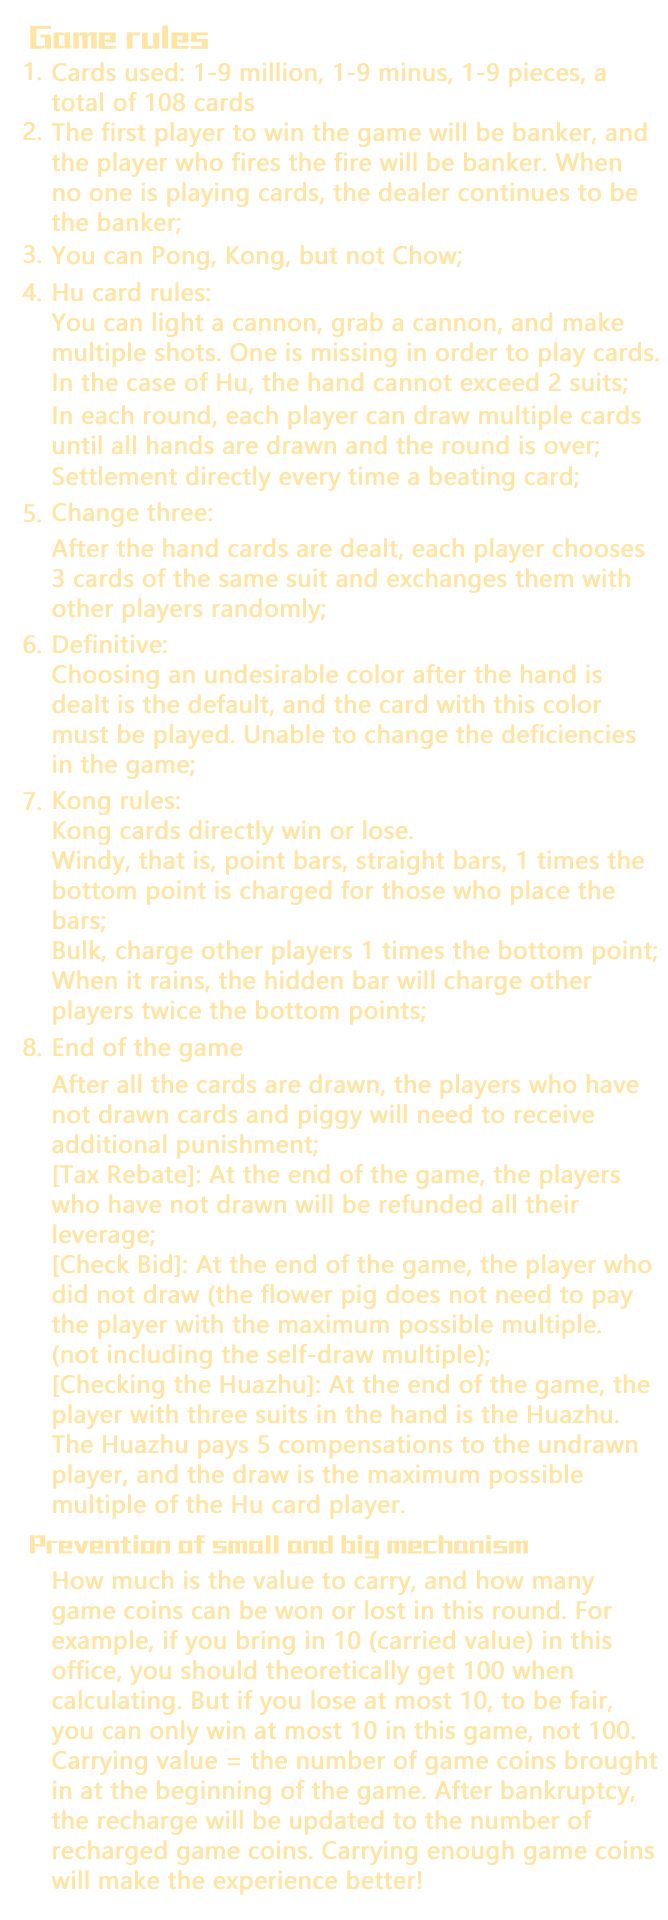 Game rules
1. Cards used: 1-9 million, 1-9 minus, 1-9 pieces, a
total of 108 cards
2. The first player to win the game will be banker, and
the player who fires the fire will be banker. When
no one is playing cards, the dealer continues to be
the banker;
3. You can Pong, Kong, but not Chow;
4. Hu card rules:
You can light a cannon, grab a cannon, and make
multiple shots. One is missing in order to play cards.
In the case of Hu, the hand cannot exceed 2 suits;
In each round, each player can draw multiple cards
until all hands are drawn and the round is over;
Settlement directly every time a beating card;
5. Change three:
After the hand cards are dealt, each player chooses
3 cards of the same suit and exchanges them with
other players randomly;
6. Definitive:
Choosing an undesirable color after the hand is
dealt is the default, and the card with this color
must be played. Unable to change the deficiencies
in the game;
7. Kong rules:
Kong cards directly win or lose.
Windy, that is, point bars, straight bars, 1 times the
bottom point is charged for those who place the
bars;
Bulk, charge other players 1 times the bottom point;
When it rains, the hidden bar will charge other
players twice the bottom points;
8. End of the game
After all the cards are drawn, the players who have
not drawn cards and piggy will need to receive
additional punishment;
[Tax Rebate]: At the end of the game, the players
who have not drawn will be refunded all their
leverage;
[Check Bid]: At the end of the game, the player who
did not draw (the flower pig does not need to pay
the player with the maximum possible multiple.
(not including the self-draw multiple);
[Checking the Huazhu]: At the end of the game, the
player with three suits in the hand is the Huazhu.
The Huazhu pays 5 compensations to the undrawn
player, and the draw is the maximum possible
multiple of the Hu card player.
Prevention of small and big mechanism
How much is the value to carry, and how many
game coins can be won or lost in this round. For
example, if you bring in 10 (carried value) in this
office, you should theoretically get 100 when
calculating. But if you lose at most 10, to be fair,
you can only win at most 10 in this game, not 100.
Carrying value = the number of game coins brought
in at the beginning of the game. After bankruptcy,
the recharge will be updated to the number of
recharged game coins. Carrying enough game coins
will make the experience better!